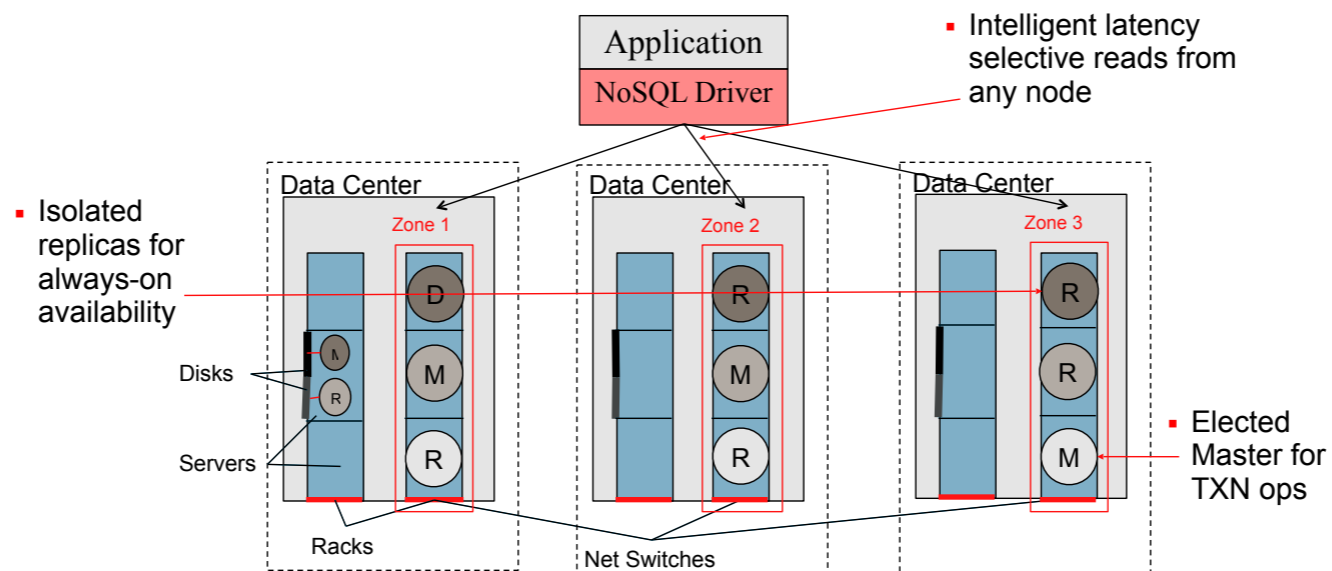 Application
NoSQL Driver
▪ Intelligent latency
selective reads from
any node
Data Center
Data Center
Data Center
▪ Isolated
replicas for
always-on
availability
Zone 1
Zone 2
Zone 3
D
R
R
M
R
M
M
R
R
R
M
Disks
Servers
Racks
Net Switches
▪ Elected
Master for
TXN ops